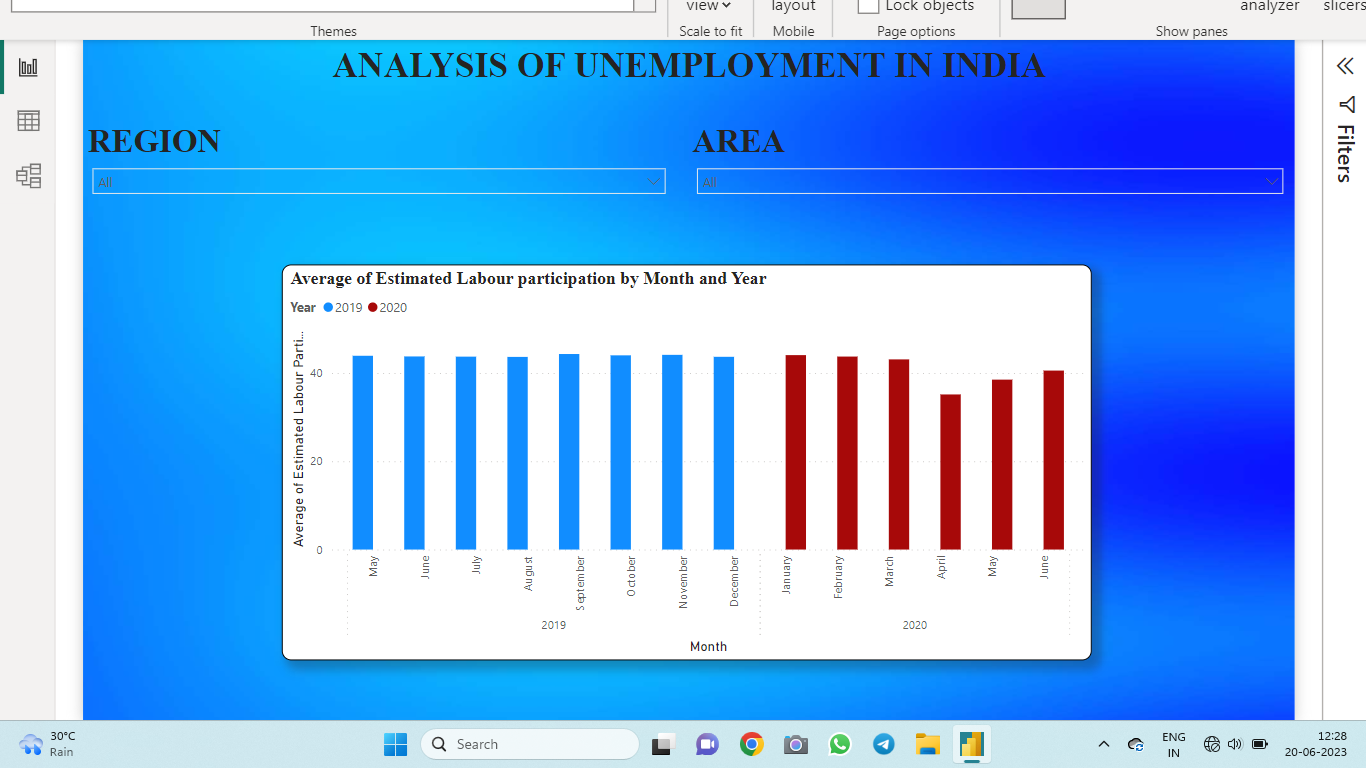 view
layout
Lock objects
analyzer
slicers
Themes
Scale to fit
Mobile
Page options
Show panes
ANALYSIS OF UNEMPLOYMENT IN INDIA
REGION
AREA
All
All
Filters
Average of Estimated Labour participation by Month and Year
Year 2019 2020
Average of Estimated Labour Parti...
40
20
0
May
June
July
August
September
October
November
December
January
February
March
April
May
June
2019
2020
Month
30°C
Rain
Search
ENG
IN
12:28
20-06-2023